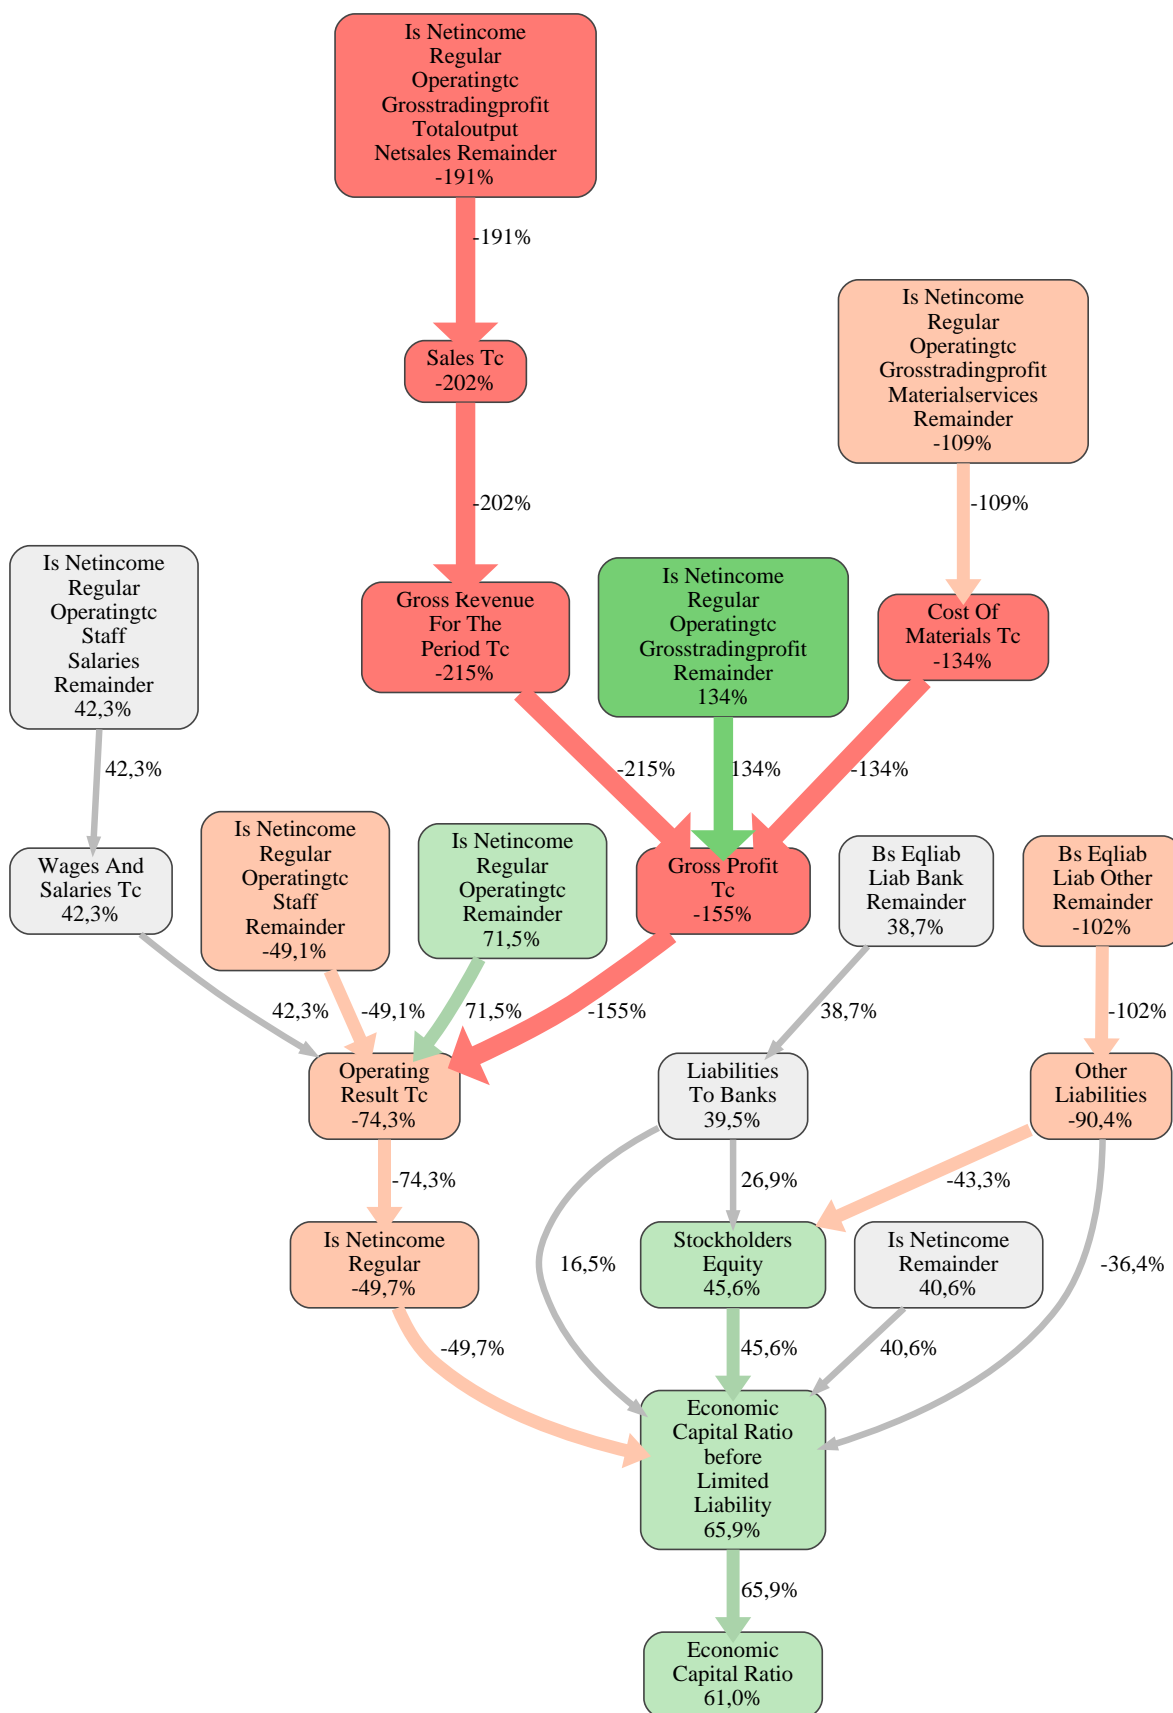 Is Netincome
Regular
Operatingtc
Grosstradingprofit
Totaloutput
Netsales Remainder
-191%
-191%
Is Netincome
Regular
Operatingtc
Grosstradingprofit
Materialservices
Remainder
-109%
Sales Tc
-202%
-202%
-109%
Is Netincome
Regular
Operatingtc
Staff
Salaries
Remainder
42,3%
Gross Revenue
For The
Period Tc
-215%
Is Netincome
Regular
Operatingtc
Grosstradingprofit
Remainder
134%
Cost Of
Materials Tc
-134%
42,3%
-215%
134%
-134%
Wages And
Salaries Tc
42,3%
Is Netincome
Regular
Operatingtc
Staff
Remainder
-49,1%
Is Netincome
Regular
Operatingtc
Remainder
71,5%
Gross Profit
Tc
-155%
Bs Eqliab
Liab Bank
Remainder
38,7%
Bs Eqliab
Liab Other
Remainder
-102%
42,3%
-49,1%
71,5%
-155%
38,7%
-102%
Operating
Result Tc
-74,3%
Liabilities
To Banks
39,5%
Other
Liabilities
-90,4%
-74,3%
26,9%
-43,3%
Is Netincome
Regular
-49,7%
16,5%
Stockholders
Equity
45,6%
Is Netincome
Remainder
40,6%
-36,4%
-49,7%
45,6%
40,6%
Economic
Capital Ratio
before
Limited
Liability
65,9%
65,9%
Economic
Capital Ratio
61,0%